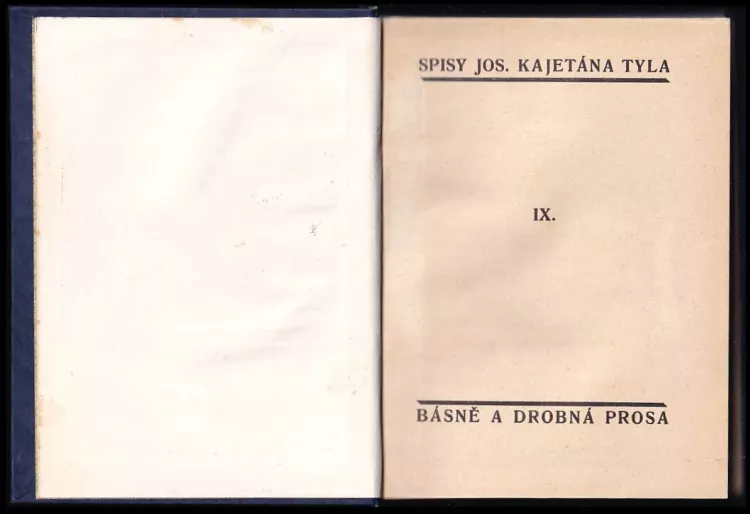 SPISY JOS. KAJETÁNA TYLA
IX.
BÁSNĚ A DROBNÁ PROSA